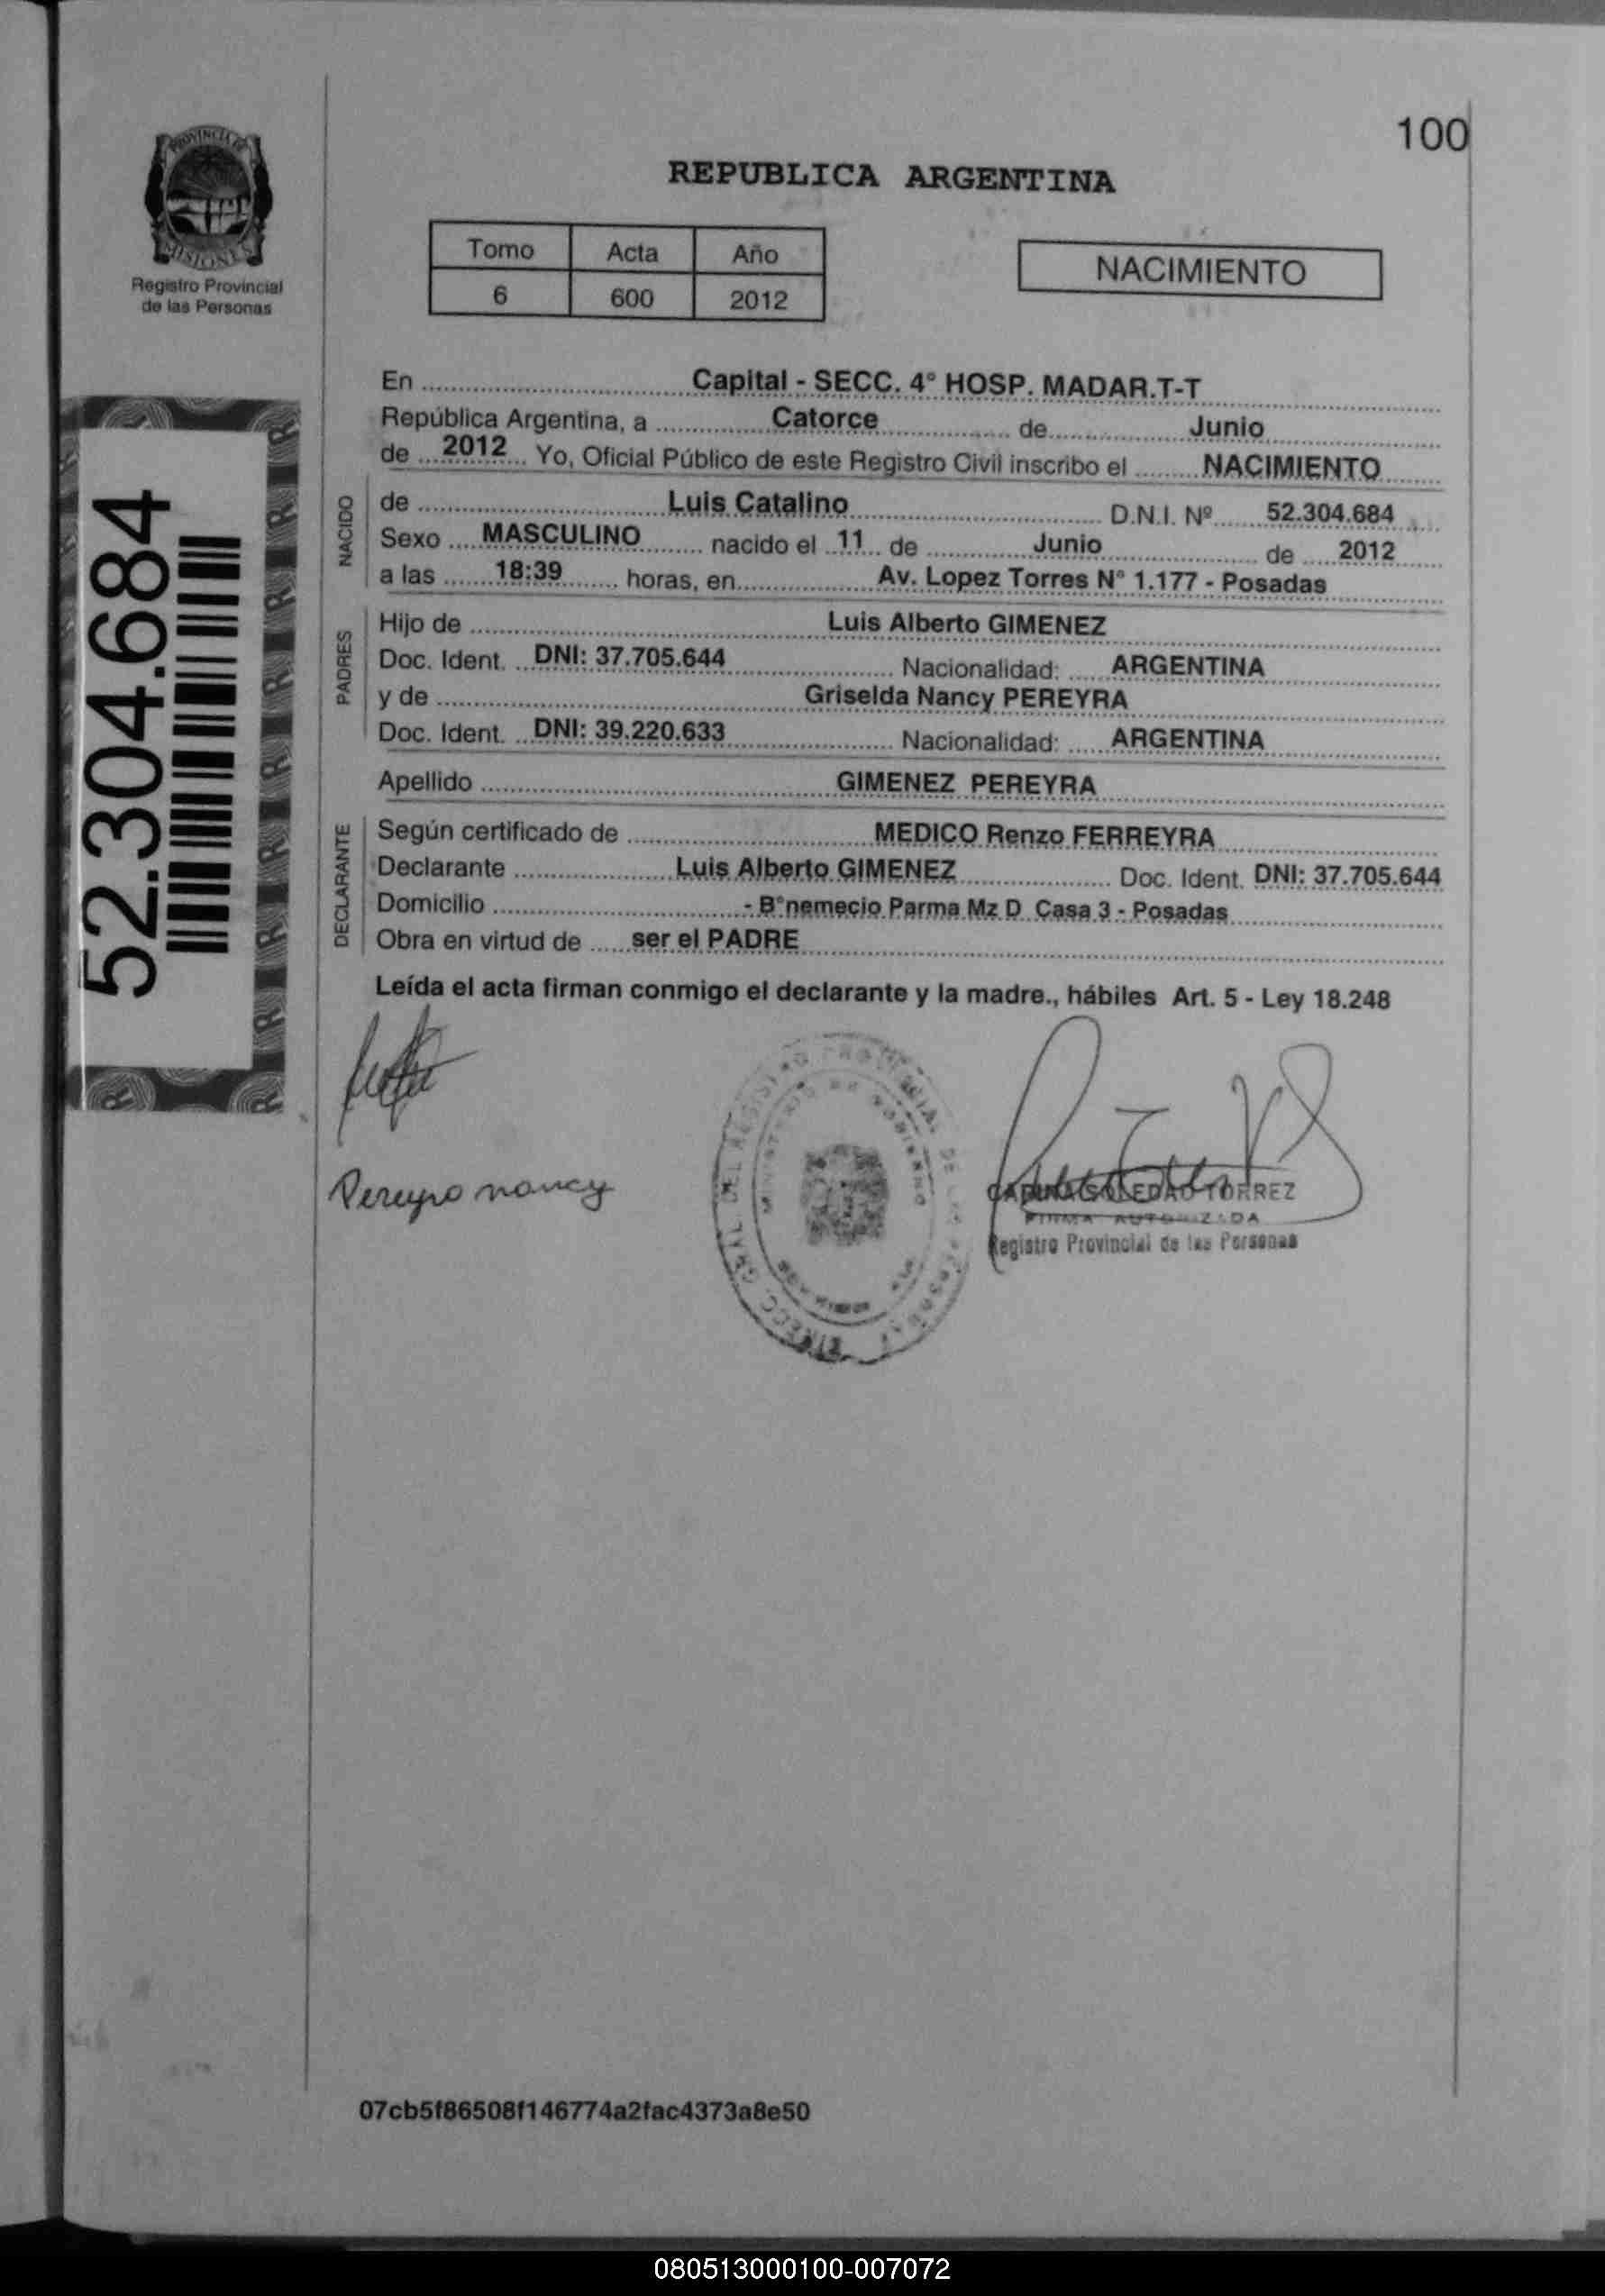 100
PROVINCIA DE
MISIONES
Registro Provincial
de las Personas
REPUBLICA ARGENTINA
Tomo Acta Año
6 600 2012
NACIMIENTO
En .............................. Capital - SECC. 4° HOSP. MADAR.T-T
República Argentina, a ............... Catorce ............... de ............... Junio
de .... 2012 ... Yo, Oficial Público de este Registro Civil inscribo el ........ NACIMIENTO
NACIDO
de .............................. Luis Catalino .............................. D.N.I. Nº ....... 52.304.684
Sexo .... MASCULINO ........ nacido el .. 11 ... de ............... Junio ............... de ..... 2012
a las ....... 18:39 ....... horas, en ............... Av. Lopez Torres N° 1.177 - Posadas
PADRES
Hijo de .............................. Luis Alberto GIMENEZ
Doc. Ident. ... DNI: 37.705.644 ............... Nacionalidad: ..... ARGENTINA
y de .............................. Griselda Nancy PEREYRA
Doc. Ident. ... DNI: 39.220.633 ............... Nacionalidad: ..... ARGENTINA
Apellido .............................. GIMENEZ PEREYRA
DECLARANTE
Según certificado de .............................. MEDICO Renzo FERREYRA
Declarante .................... Luis Alberto GIMENEZ .................... Doc. Ident. DNI: 37.705.644
Domicilio .............................. - B°nemecio Parma Mz D Casa 3 - Posadas
Obra en virtud de ...... ser el PADRE
Leída el acta firman conmigo el declarante y la madre., hábiles Art. 5 - Ley 18.248
52.304.684
Pereyra nancy
SOLEDAD TORREZ
FIRMA AUTORIZADA
Registro Provincial de las Personas
07cb5f86508f146774a2fac4373a8e50
080513000100-007072